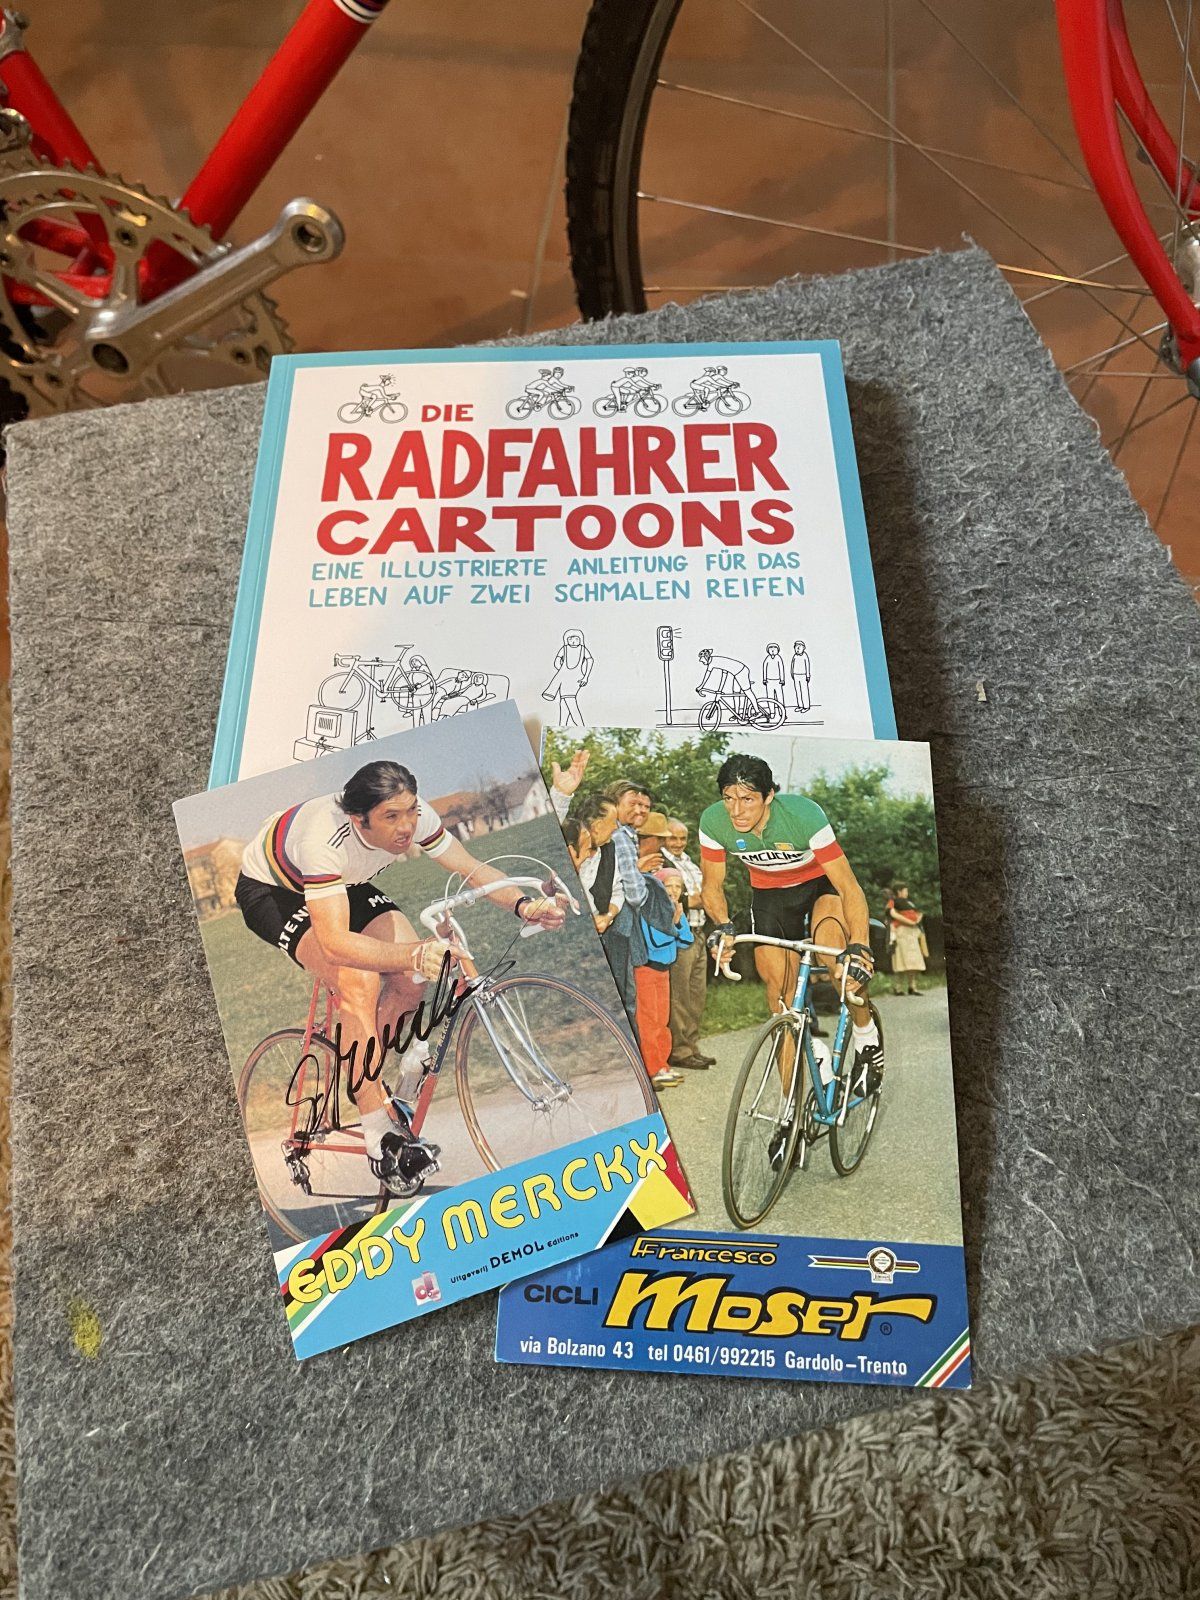 DIE
RADFAHRER
CARTOONS
EINE ILLUSTRIERTE ANLEITUNG FÜR DAS
LEBEN AUF ZWEI SCHMALEN REIFEN
EDDY MERCKX
Uitgeverij DEMOL Editions
Francesco
CICLI Moser ®
via Bolzano 43 tel 0461/992215 Gardolo-Trento